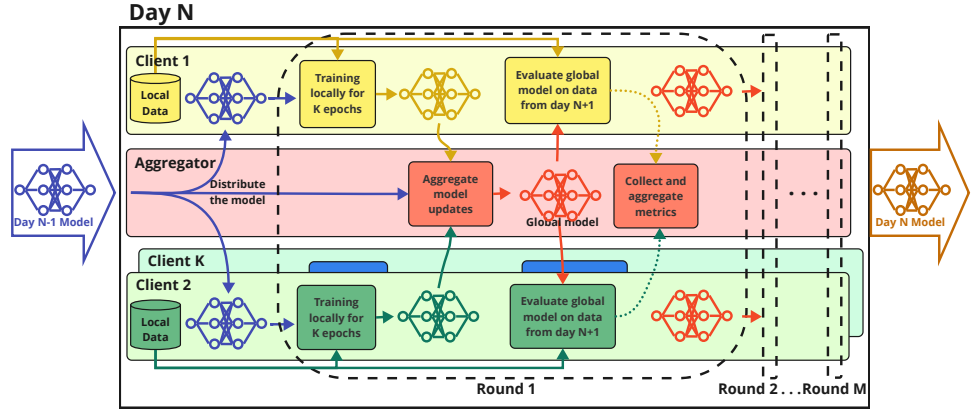 Day N
Client 1
Local
Data
Training
locally for
K epochs
Evaluate global
model on data
from day N+1
Aggregator
Day N-1 Model
Distribute
the model
Aggregate
model
updates
Global model
Collect and
aggregate
metrics
...
Day N Model
Client K
Client 2
Local
Data
Training
locally for
K epochs
Evaluate global
model on data
from day N+1
Round 1
Round 2 ...Round M